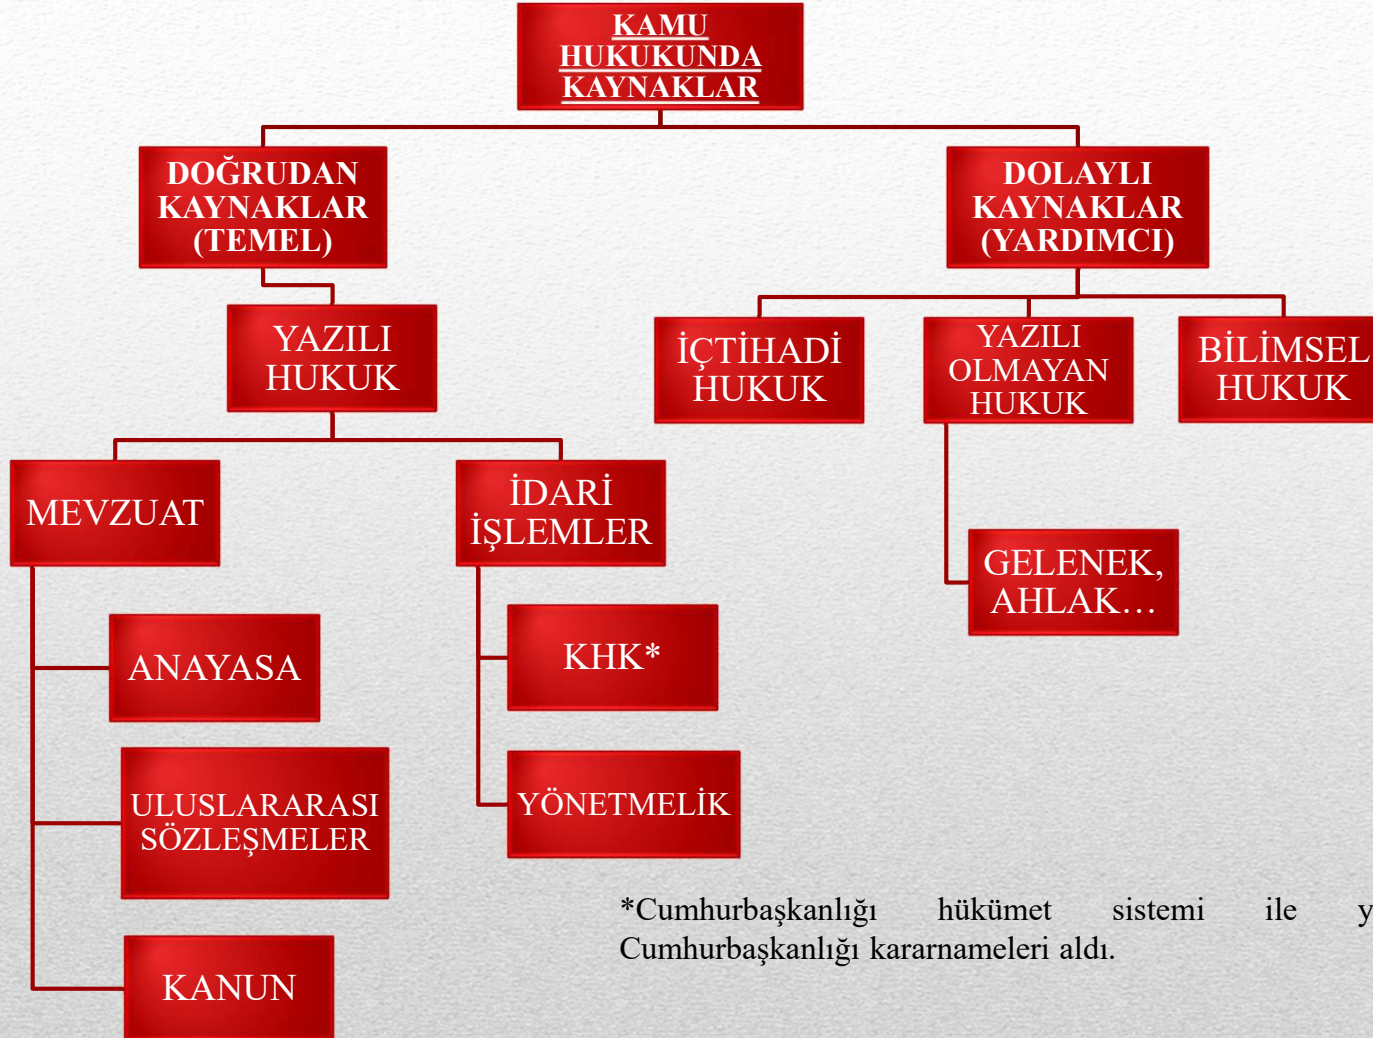 KAMU
HUKUKUNDA
KAYNAKLAR
DOĞRUDAN
KAYNAKLAR
(TEMEL)
DOLAYLI
KAYNAKLAR
(YARDIMCI)
YAZILI
HUKUK
İÇTİHADİ
HUKUK
YAZILI
OLMAYAN
HUKUK
BİLİMSEL
HUKUK
MEVZUAT
İDARİ
İŞLEMLER
GELENEK,
AHLAK…
ANAYASA
KHK*
ULUSLARARASI
SÖZLEŞMELER
YÖNETMELİK
KANUN
*Cumhurbaşkanlığı hükümet sistemi ile
Cumhurbaşkanlığı kararnameleri aldı.